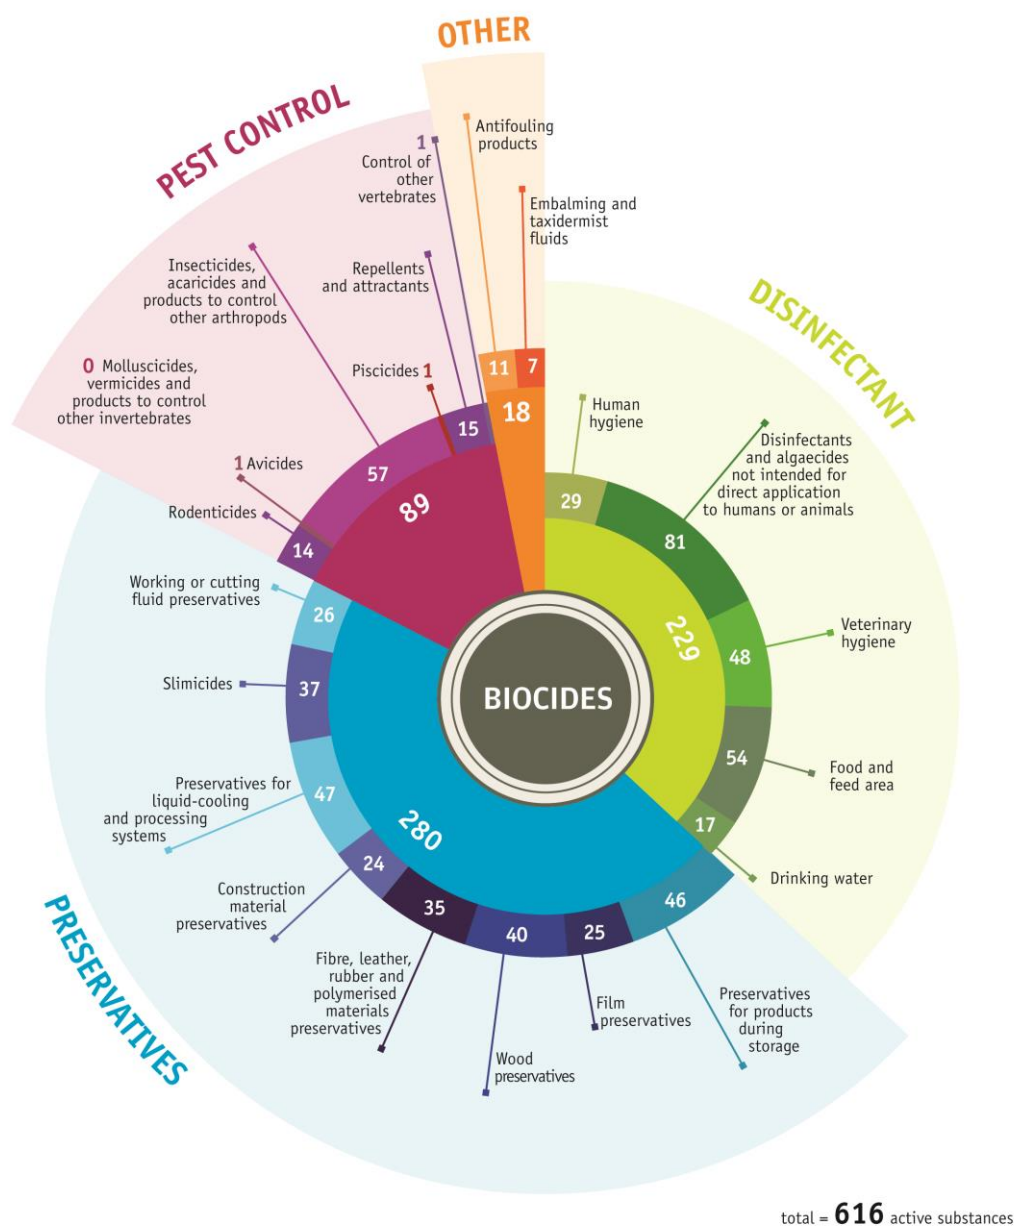 OTHER
Antifouling
products
Embalming and
taxidermist
fluids
11
7
18
PEST CONTROL
1
Control of
other
vertebrates
Repellents
and attractants
Insecticides,
acaricides and
products to control
other arthropods
0 Molluscicides,
vermicides and
products to control
other invertebrates
Piscicides 1
1 Avicides
Rodenticides
15
57
14
89
DISINFECTANT
Human
hygiene
Disinfectants
and algaecides
not intended for
direct application
to humans or animals
Veterinary
hygiene
Food and
feed area
Drinking water
29
81
48
54
17
229
BIOCIDES
PRESERVATIVES
Working or cutting
fluid preservatives
Slimicides
Preservatives for
liquid-cooling
and processing
systems
Construction
material
preservatives
Fibre, leather,
rubber and
polymerised
materials
preservatives
Wood
preservatives
Film
preservatives
Preservatives
for products
during
storage
26
37
47
24
35
40
25
46
280
total = 616 active substances